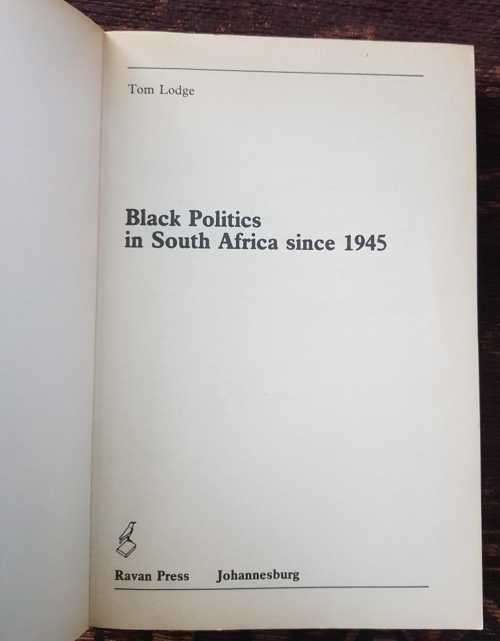 Tom Lodge
Black Politics
in South Africa since 1945
Ravan Press Johannesburg